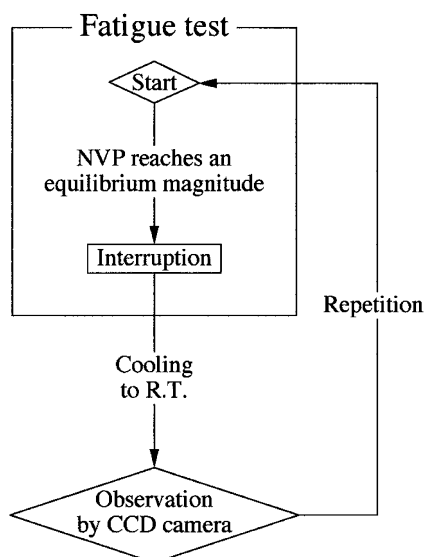 Fatigue test
Start
NVP reaches an
equilibrium magnitude
Interruption
Repetition
Cooling
to R.T.
Observation
by CCD camera